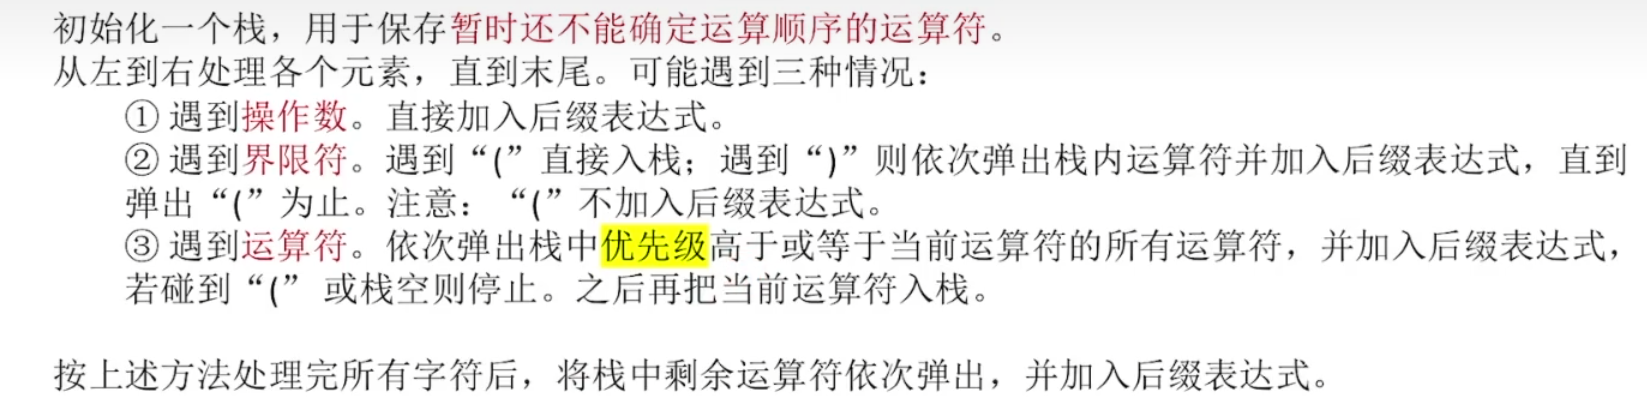 初始化一个栈，用于保存暂时还不能确定运算顺序的运算符。
从左到右处理各个元素，直到末尾。可能遇到三种情况：
① 遇到操作数。直接加入后缀表达式。
② 遇到界限符。遇到“(”直接入栈；遇到“)”则依次弹出栈内运算符并加入后缀表达式，直到
弹出“(”为止。注意：“(”不加入后缀表达式。
③ 遇到运算符。依次弹出栈中优先级高于或等于当前运算符的所有运算符，并加入后缀表达式，
若碰到“(” 或栈空则停止。之后再把当前运算符入栈。
按上述方法处理完所有字符后，将栈中剩余运算符依次弹出，并加入后缀表达式。